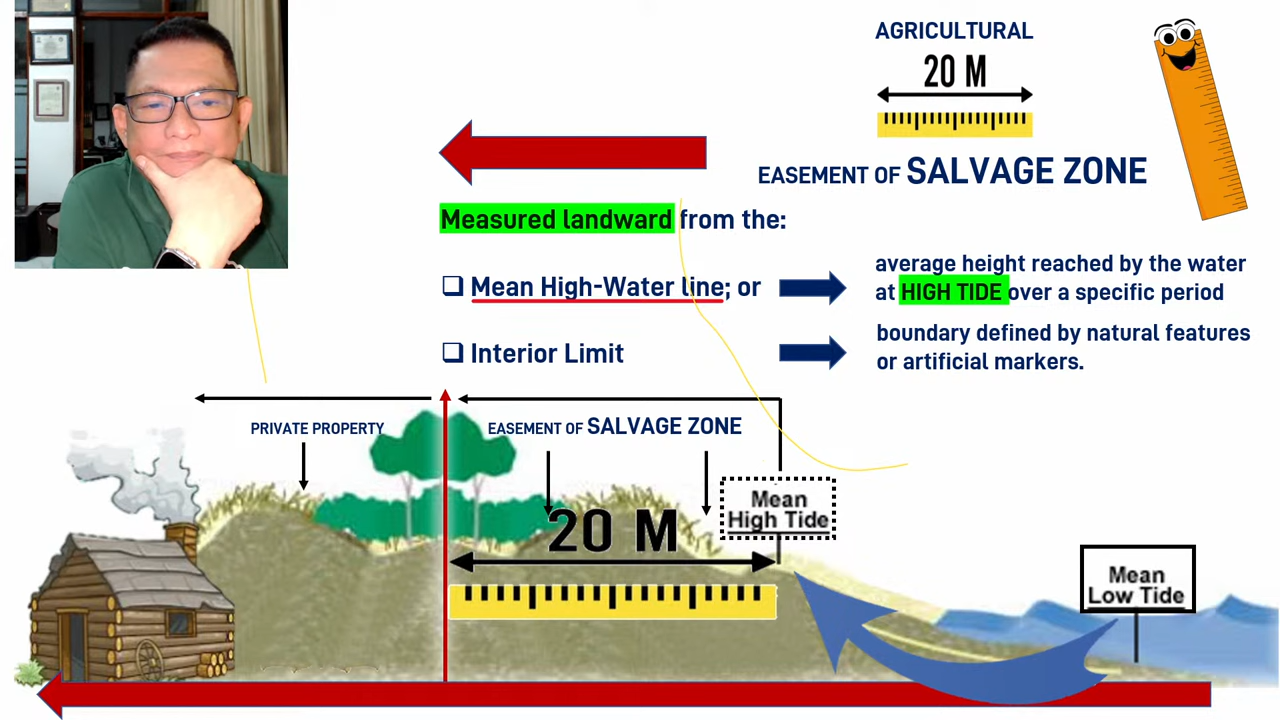 AGRICULTURAL
20 M
EASEMENT OF SALVAGE ZONE
Measured landward from the:
❑ Mean High-Water line; or
average height reached by the water
at HIGH TIDE over a specific period
❑ Interior Limit
boundary defined by natural features
or artificial markers.
PRIVATE PROPERTY
EASEMENT OF SALVAGE ZONE
Mean
High Tide
20 M
Mean
Low Tide